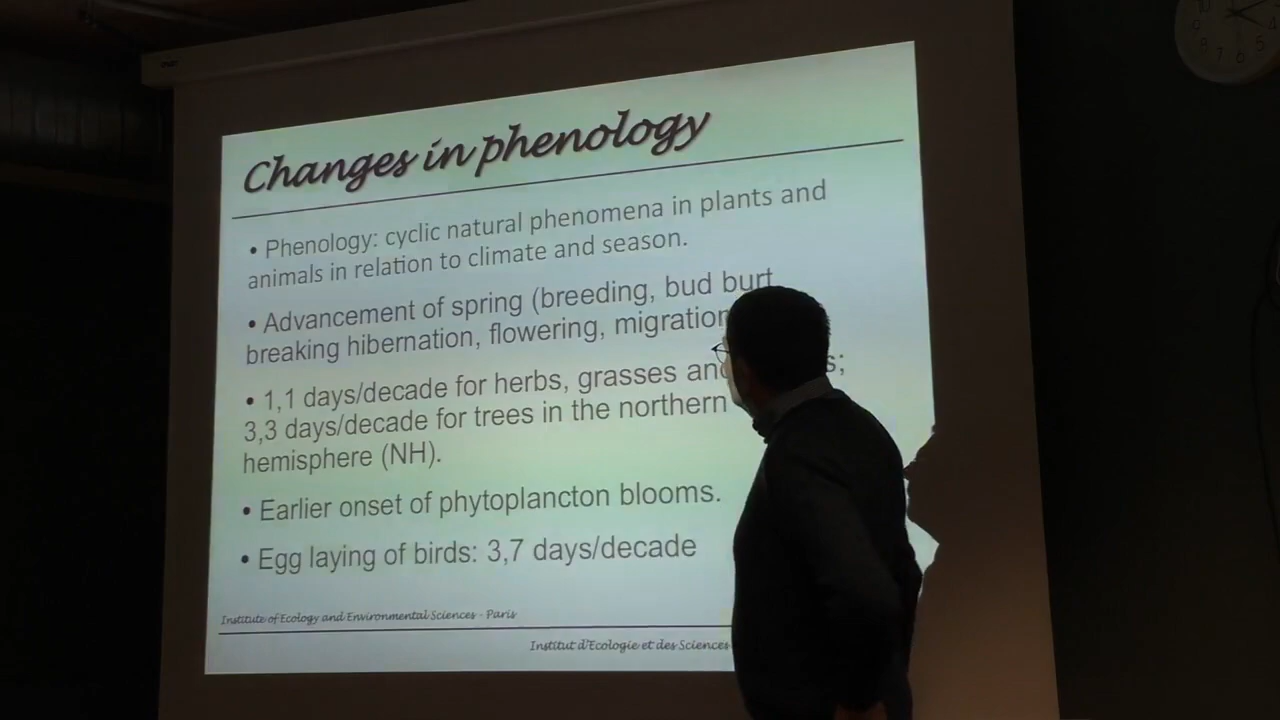 Changes in phenology
• Phenology: cyclic natural phenomena in plants and
animals in relation to climate and season.
• Advancement of spring (breeding, bud burt
breaking hibernation, flowering, migration
• 1,1 days/decade for herbs, grasses and
3,3 days/decade for trees in the northern
hemisphere (NH).
• Earlier onset of phytoplancton blooms.
• Egg laying of birds: 3,7 days/decade
Institute of Ecology and Environmental Sciences - Paris
Institut d'Ecologie et des Sciences